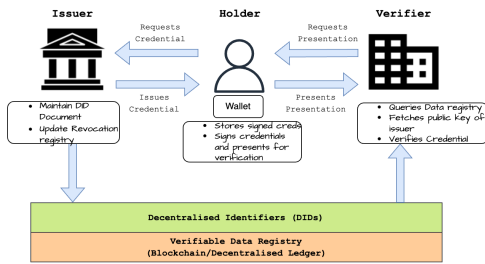 Issuer
Holder
Verifier
Requests
Credential
Requests
Presentation
Issues
Credential
Presents
Presentation
Wallet
Maintain DID
Document
Update Revocation
registry
Stores signed creds
Signs credentials
and presents for
verification
Queries Data registry
Fetches public Key of
issuer
Verifies Credential
Decentralised Identifiers (DIDs)
Verifiable Data Registry
(Blockchain/Decentralised Ledger)